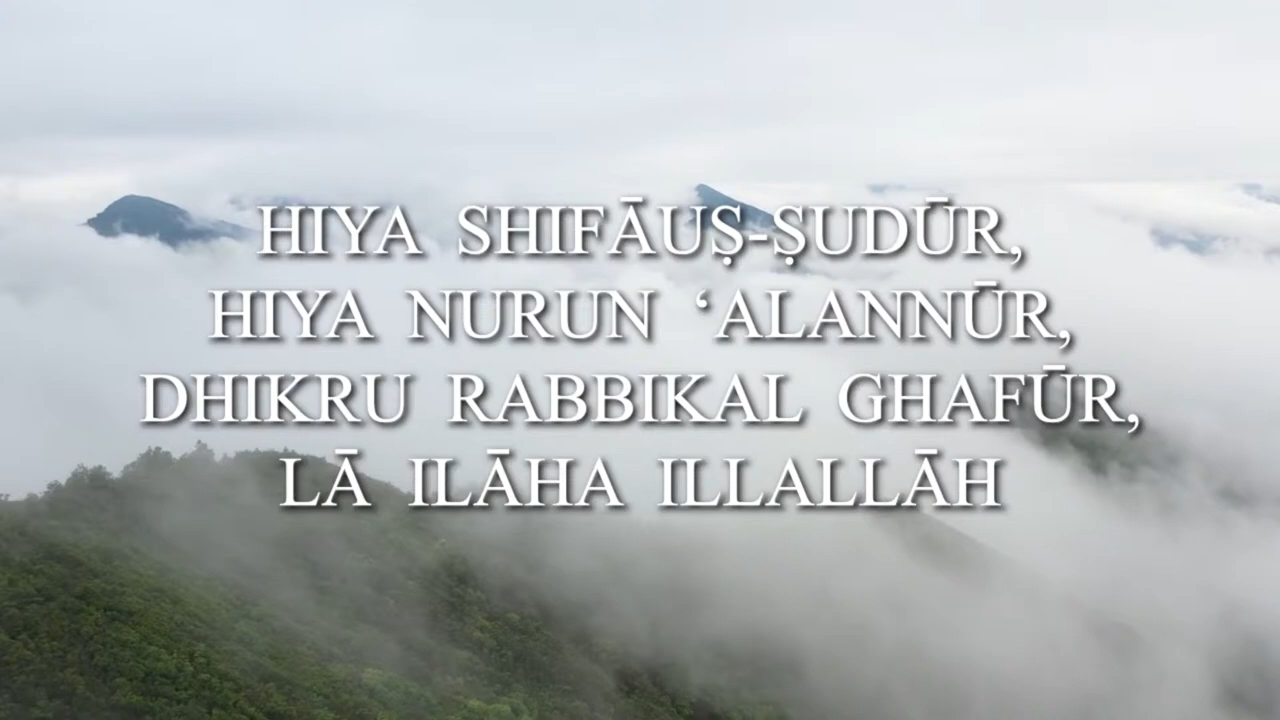 HIYA SHIFĀUṢ-ṢUDŪR,
HIYA NURUN ‘ALANNŪR,
DHIKRU RABBIKAL GHAFŪR,
LĀ ILĀHA ILLALLĀH